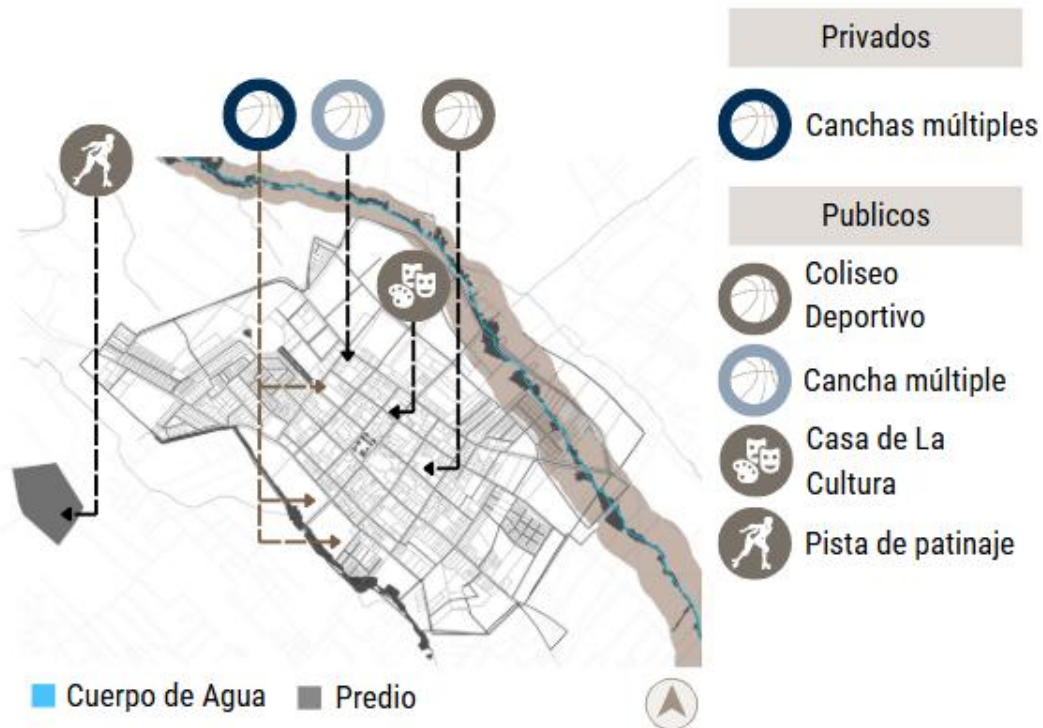 Privados
Canchas múltiples
Publicos
Coliseo
Deportivo
Cancha múltiple
Casa de La
Cultura
Pista de patinaje
Cuerpo de Agua
Predio